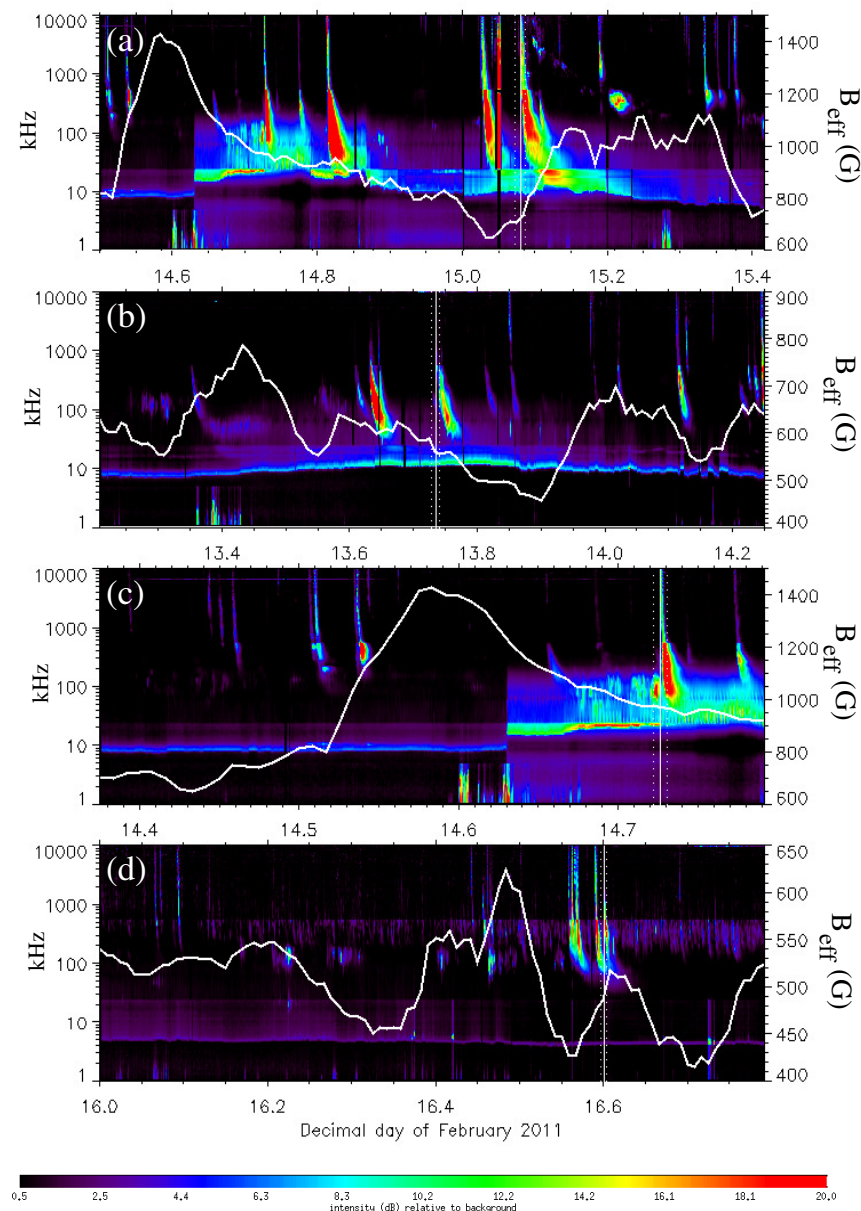 (a)
10000
1000
100
10
1
kHz
1400
1200
1000
800
600
B_eff (G)
14.6 14.8 15.0 15.2 15.4
(b)
10000
1000
100
10
1
kHz
900
800
700
600
500
400
B_eff (G)
13.4 13.6 13.8 14.0 14.2
(c)
10000
1000
100
10
1
kHz
1400
1200
1000
800
600
B_eff (G)
14.4 14.5 14.6 14.7
(d)
10000
1000
100
10
1
kHz
650
600
550
500
450
400
B_eff (G)
16.0 16.2 16.4 16.6
Decimal day of February 2011
0.5 2.5 4.4 6.3 8.3 10.2 12.2 14.2 16.1 18.1 20.0
intensity (dB) relative to background